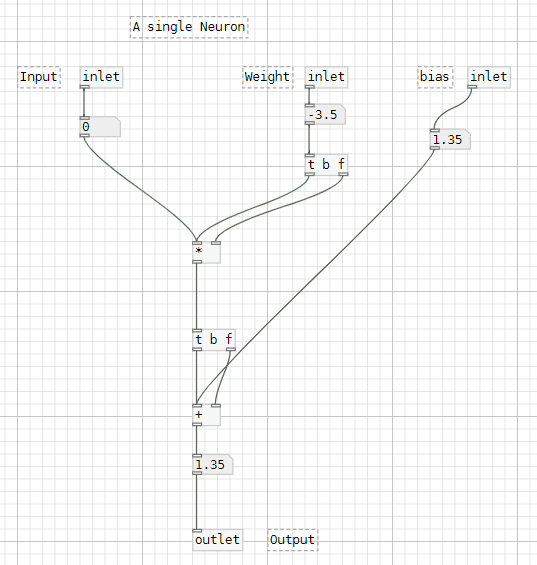 A single Neuron
Input inlet Weight inlet bias inlet
0 -3.5 1.35
t b f
*
t b f
+
1.35
outlet Output